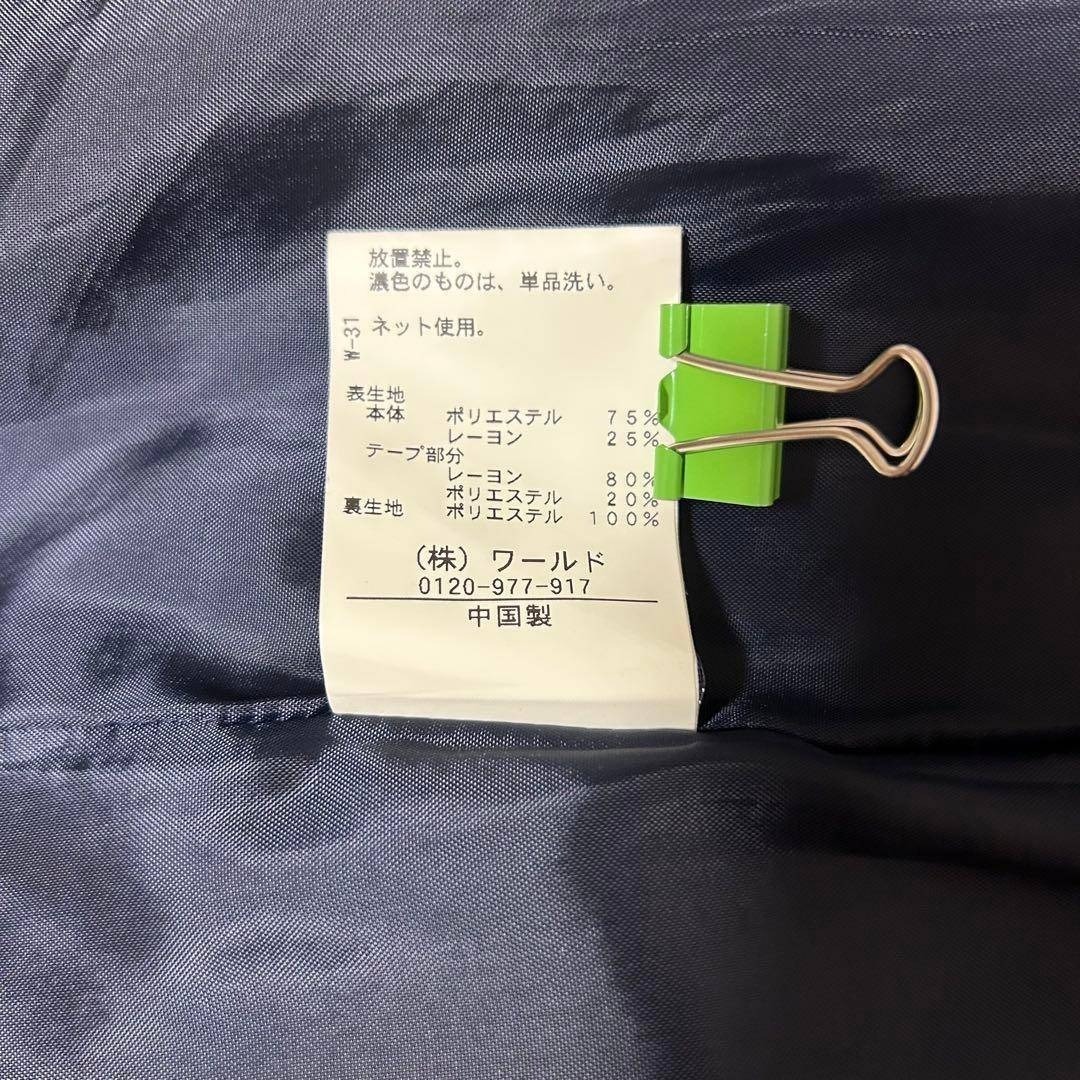 放置禁止。
濃色のものは、単品洗い。
W-31
ネット使用。
表生地
本体 ポリエステル 75%
レーヨン 25%
テープ部分
レーヨン 80%
ポリエステル 20%
裏生地 ポリエステル 100%
(株) ワールド
0120-977-917
中国製